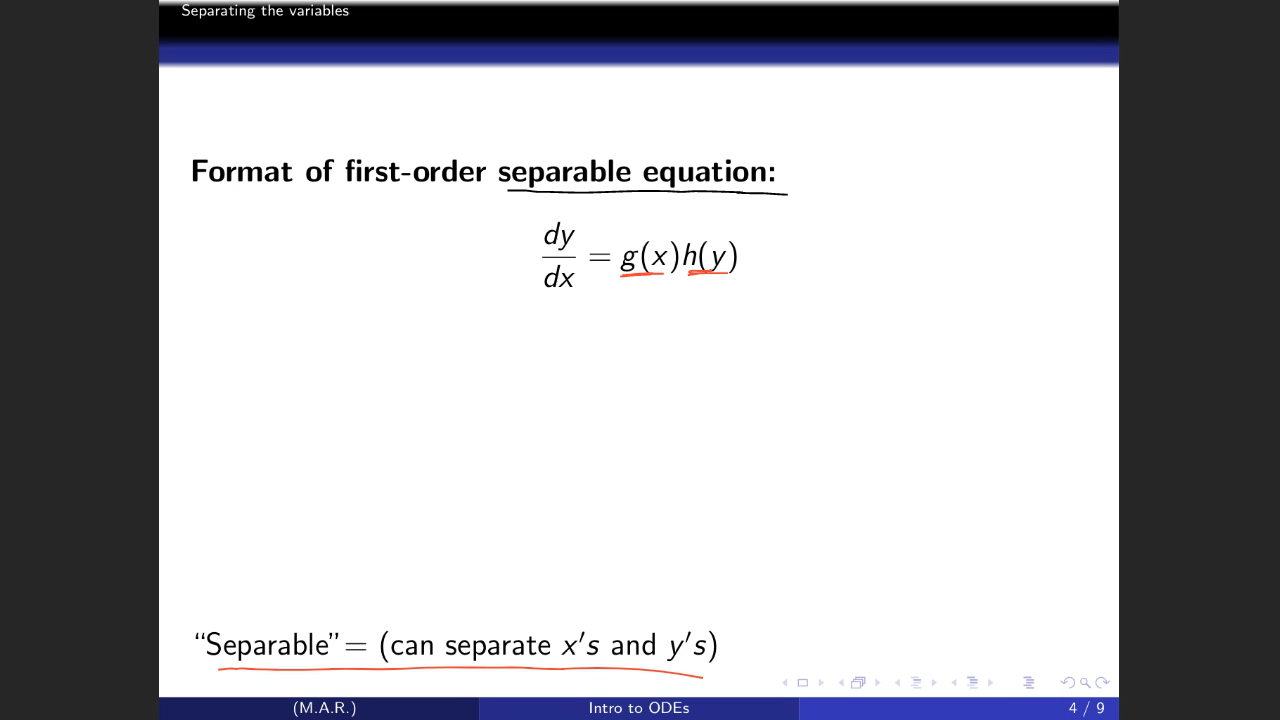 Separating the variables
Format of first-order separable equation:
dy/dx = g(x)h(y)
“Separable”= (can separate x′s and y′s)
(M.A.R.) Intro to ODEs 4 / 9